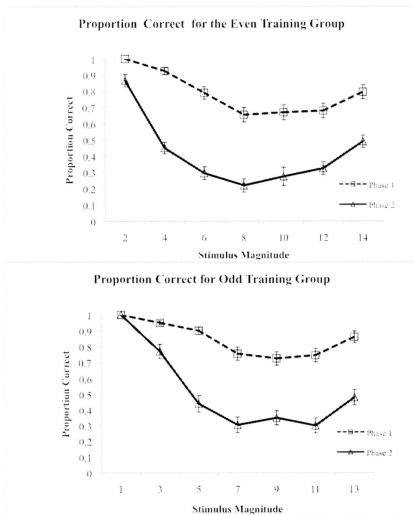 Proportion Correct for the Even Training Group
1
0.9
0.8
0.7
0.6
0.5
0.4
0.3
0.2
0.1
0
Proportion Correct
Phase 1
Phase 2
2 4 6 8 10 12 14
Stimulus Magnitude
Proportion Correct for Odd Training Group
1
0.9
0.8
0.7
0.6
0.5
0.4
0.3
0.2
0.1
0
Proportion Correct
Phase 1
Phase 2
1 3 5 7 9 11 13
Stimulus Magnitude